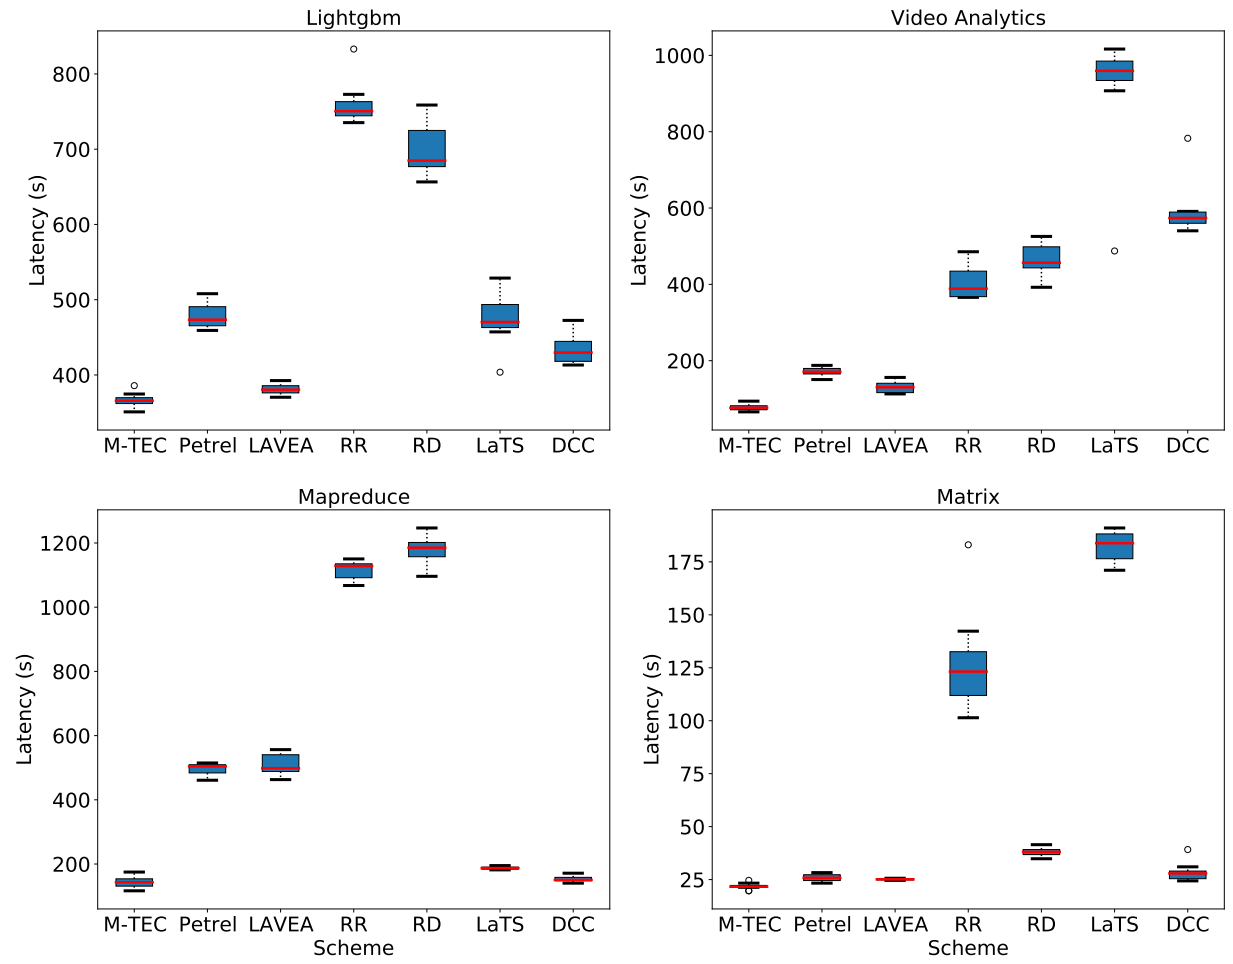 Lightgbm
Latency (s)
800
700
600
500
400
M-TEC Petrel LAVEA RR RD LaTS DCC
Video Analytics
Latency (s)
1000
800
600
400
200
M-TEC Petrel LAVEA RR RD LaTS DCC
Mapreduce
Latency (s)
1200
1000
800
600
400
200
M-TEC Petrel LAVEA RR RD LaTS DCC
Scheme
Matrix
Latency (s)
175
150
125
100
75
50
25
M-TEC Petrel LAVEA RR RD LaTS DCC
Scheme